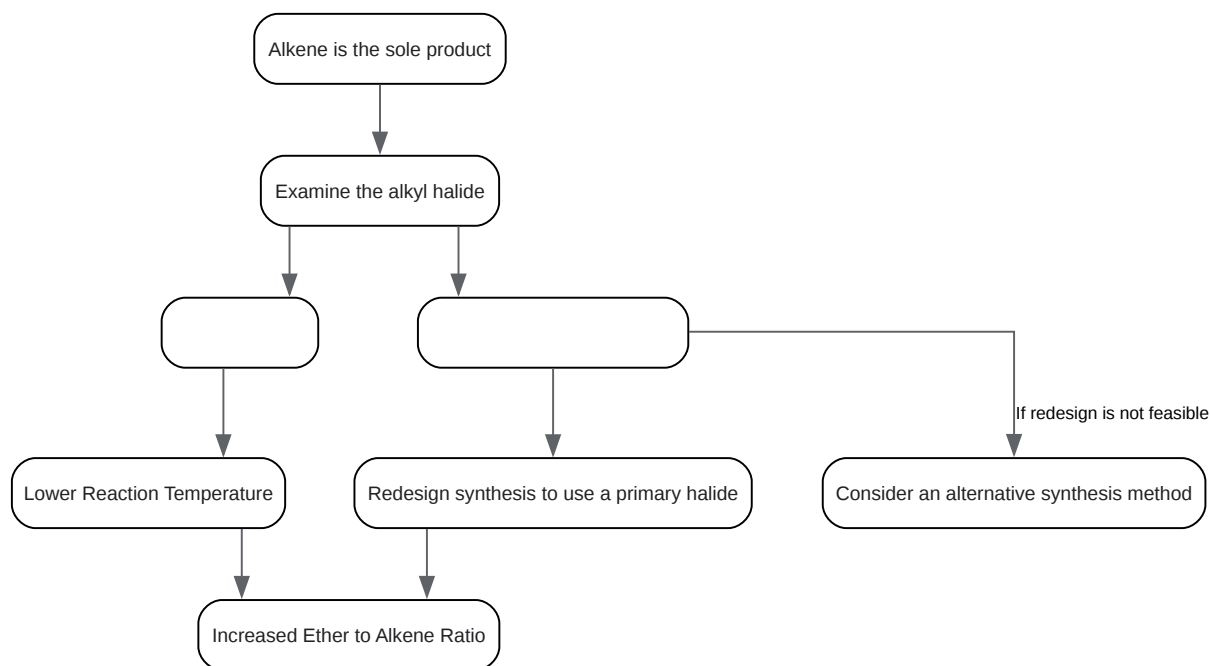 Alkene is the sole product
Examine the alkyl halide
If redesign is not feasible
Lower Reaction Temperature
Redesign synthesis to use a primary halide
Consider an alternative synthesis method
Increased Ether to Alkene Ratio